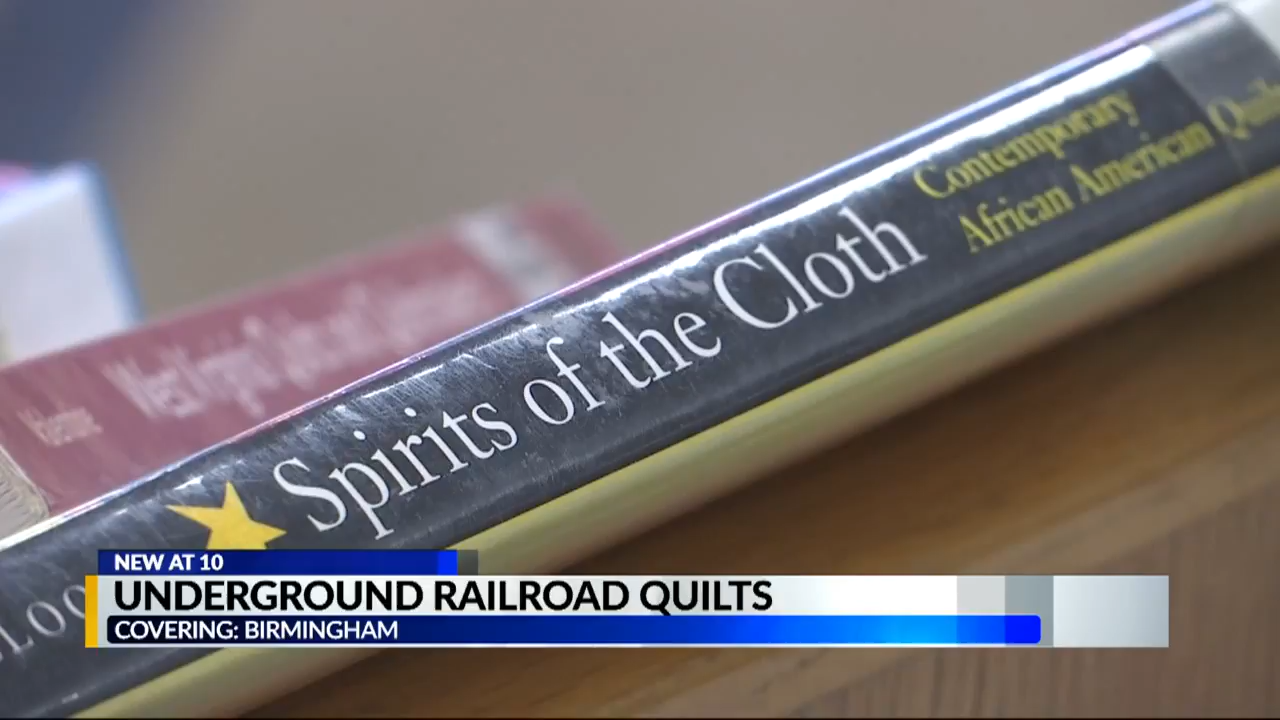 Spirits of the Cloth
Contemporary
African American
NEW AT 10
UNDERGROUND RAILROAD QUILTS
COVERING: BIRMINGHAM